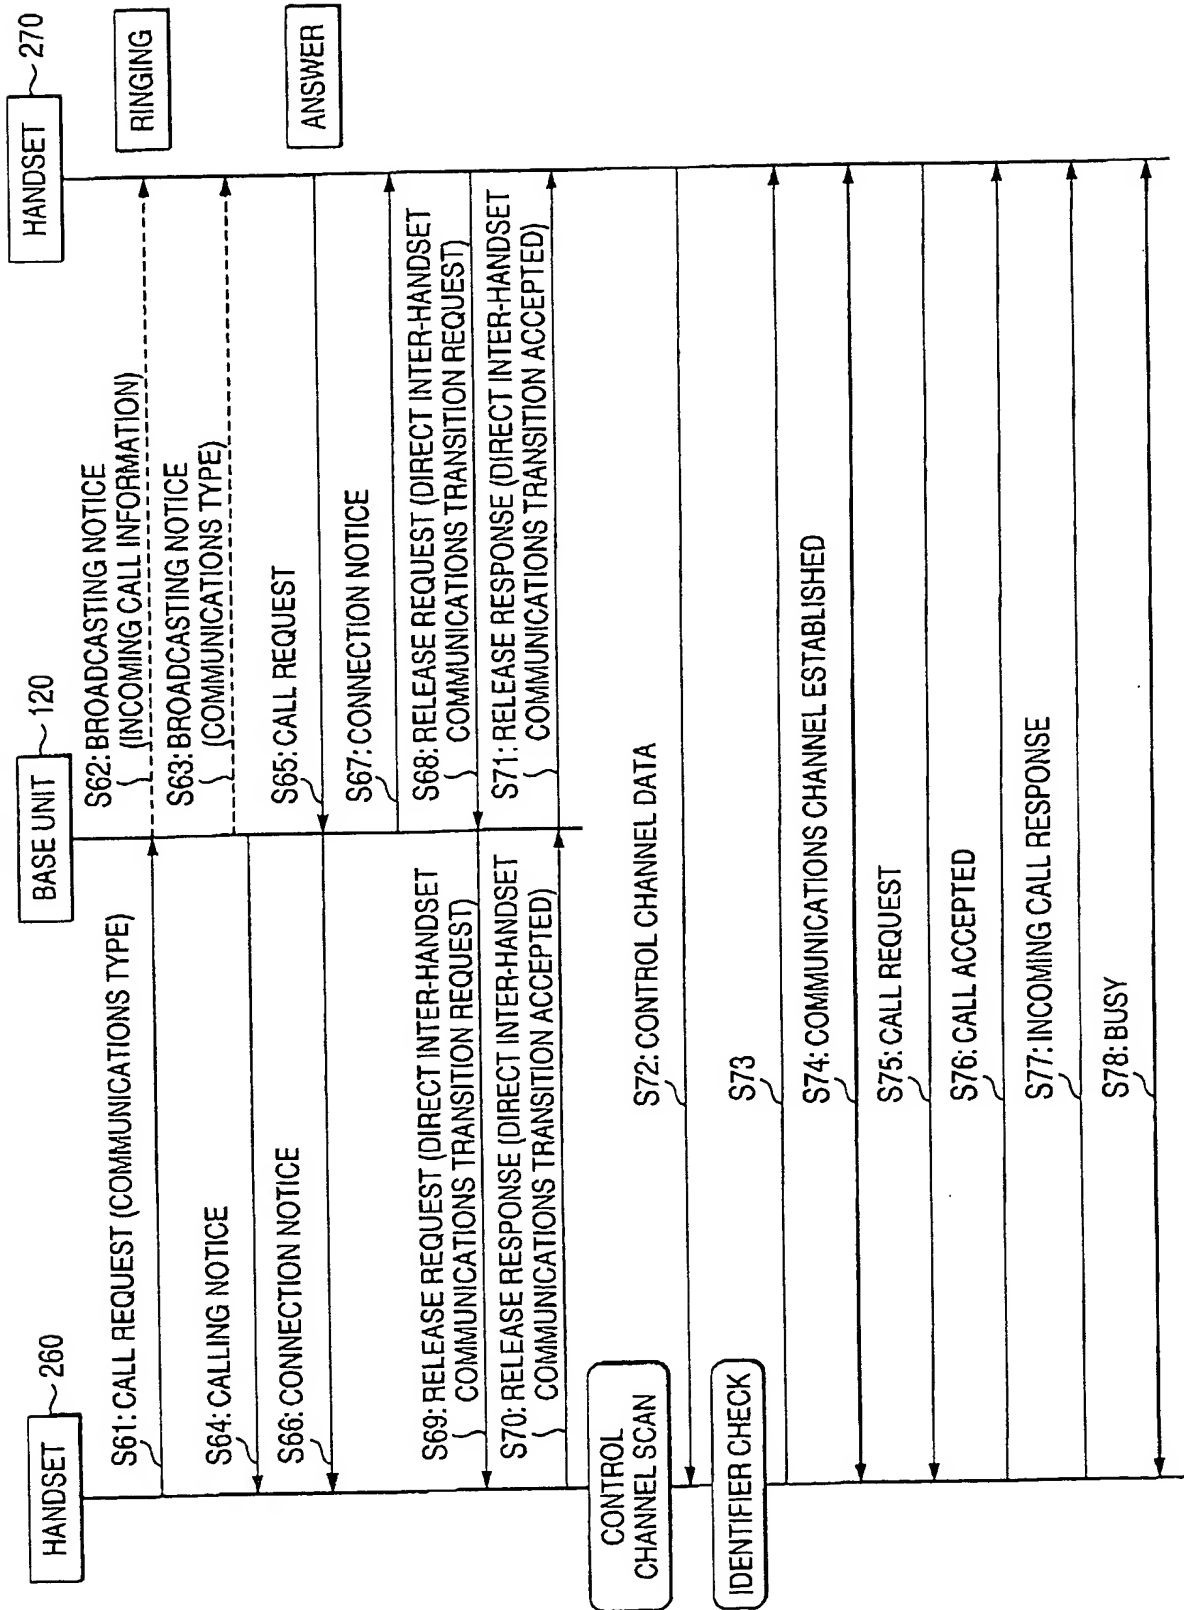 HANDSET
260
BASE UNIT
120
HANDSET
270
S61: CALL REQUEST (COMMUNICATIONS TYPE)
S62: BROADCASTING NOTICE
(INCOMING CALL INFORMATION)
RINGING
S63: BROADCASTING NOTICE
(COMMUNICATIONS TYPE)
S64: CALLING NOTICE
S65: CALL REQUEST
ANSWER
S66: CONNECTION NOTICE
S67: CONNECTION NOTICE
S68: RELEASE REQUEST (DIRECT INTER-HANDSET
COMMUNICATIONS TRANSITION REQUEST)
S69: RELEASE REQUEST (DIRECT INTER-HANDSET
COMMUNICATIONS TRANSITION REQUEST)
S70: RELEASE RESPONSE (DIRECT INTER-HANDSET
COMMUNICATIONS TRANSITION ACCEPTED)
S71: RELEASE RESPONSE (DIRECT INTER-HANDSET
COMMUNICATIONS TRANSITION ACCEPTED)
CONTROL
CHANNEL SCAN
S72: CONTROL CHANNEL DATA
IDENTIFIER CHECK
S73
S74: COMMUNICATIONS CHANNEL ESTABLISHED
S75: CALL REQUEST
S76: CALL ACCEPTED
S77: INCOMING CALL RESPONSE
S78: BUSY